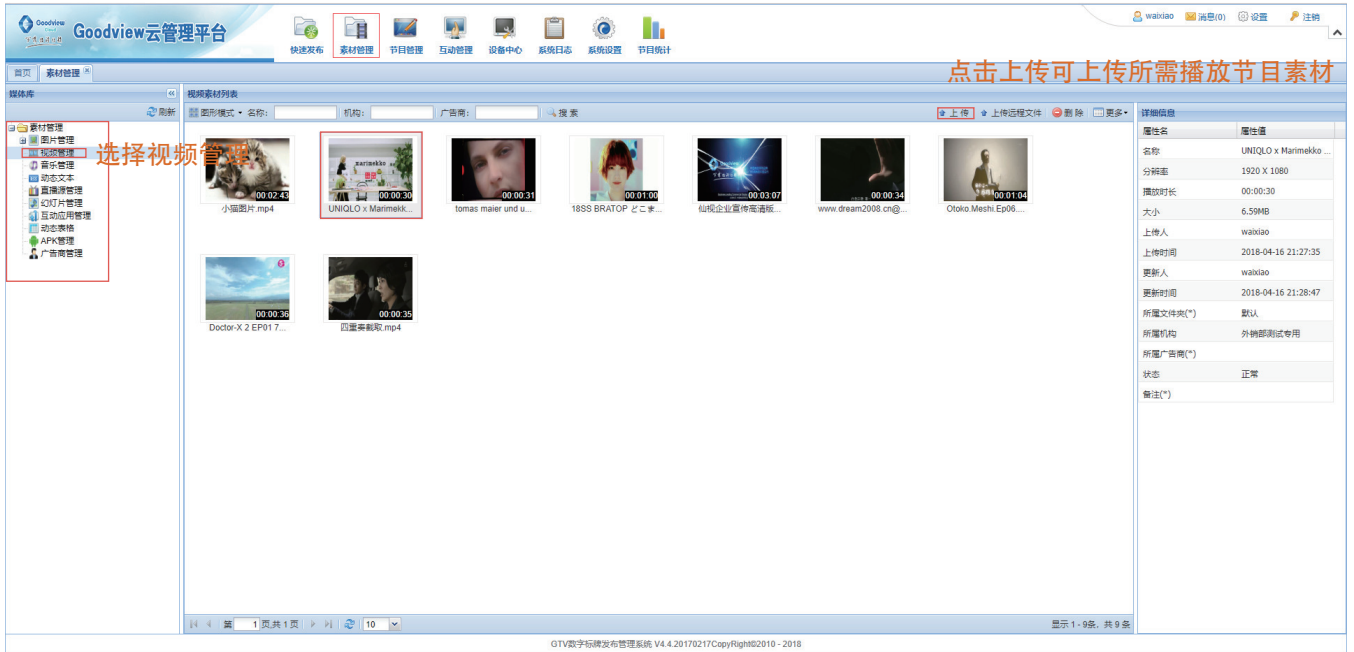 Goodview
Cloud
Goodview云管理平台
快速发布 素材管理 节目管理 互动管理 设备中心 系统日志 系统设置 节目统计
waixiao 消息(0) 设置 注销
首页 素材管理
点击上传可上传所需播放节目素材
媒体库
刷新
素材管理
图片管理
视频管理
选择视频管理
音乐管理
动态文本
直播源管理
幻灯片管理
互动应用管理
动态表格
APK管理
广告商管理
视频素材列表
图形模式 名称: 机构: 广告商: 搜索 上传 上传远程文件 删除 更多
marimekko
00:02:43 00:00:30 00:00:31 00:01:00 00:03:07 00:00:34 00:01:04
小猫图片.mp4 UNIQLO x Marimekk... tomas maier und u... 18SS BRATOP どこま... 仙视企业宣传高清版... www.dream2008.cn@... Otoko.Meshi.Ep06....
00:00:36 00:00:35
Doctor-X 2 EP01 7... 四重奏截取.mp4
详细信息
属性名 属性值
名称 UNIQLO x Marimekko ...
分辨率 1920 X 1080
播放时长 00:00:30
大小 6.59MB
上传人 waixiao
上传时间 2018-04-16 21:27:35
更新人 waixiao
更新时间 2018-04-16 21:28:47
所属文件夹(*) 默认
所属机构 外销部测试专用
所属广告商(*)
状态 正常
备注(*)
第 1 页,共 1 页 10
显示 1 - 9条, 共 9 条
GTV数字标牌发布管理系统 V4.4.20170217CopyRight©2010 - 2018